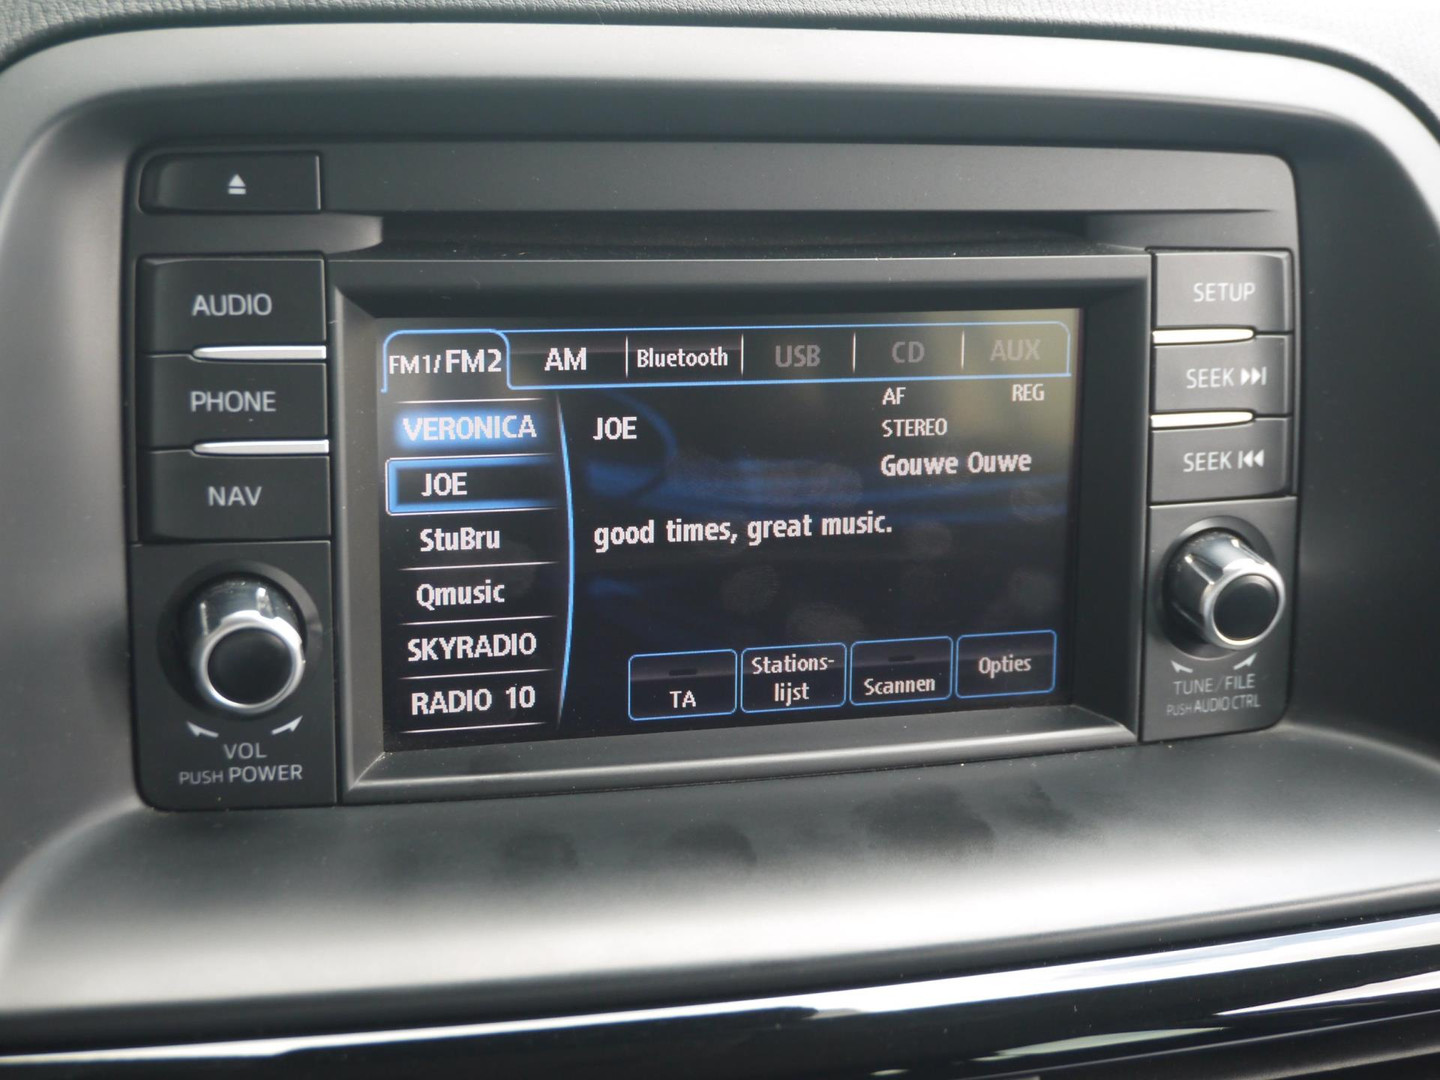 AUDIO
PHONE
NAV
VOL
PUSH POWER
FM1/FM2 AM Bluetooth USB CD AUX
VERONICA
JOE
StuBru
Qmusic
SKYRADIO
RADIO 10
JOE
AF REG
STEREO
Gouwe Ouwe
good times, great music.
TA
Stations-
lijst
Scannen
Opties
SETUP
SEEK
SEEK
TUNE/FILE
PUSH AUDIO CTRL